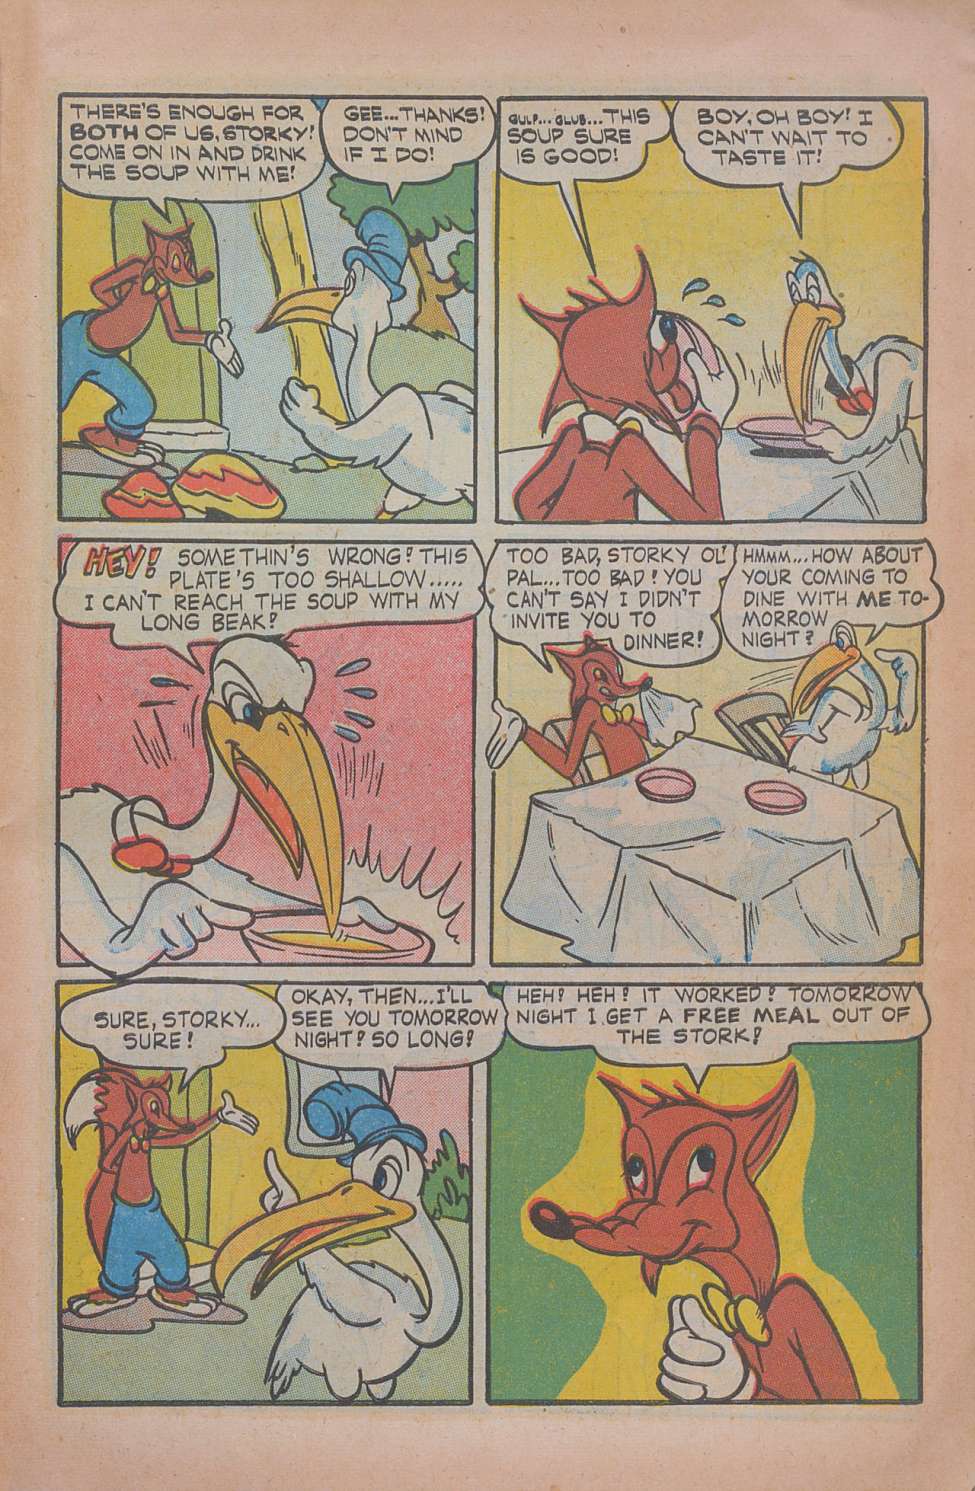 THERE'S ENOUGH FOR
BOTH OF US, STORKY!
COME ON IN AND DRINK
THE SOUP WITH ME!
GEE...THANKS!
DON'T MIND
IF I DO!
GULP...GLUB...THIS
SOUP SURE
IS GOOD!
BOY, OH BOY! I
CAN'T WAIT TO
TASTE IT!
HEY! SOMETHIN'S WRONG! THIS
PLATE'S TOO SHALLOW.....
I CAN'T REACH THE SOUP WITH MY
LONG BEAK!
TOO BAD, STORKY OL'
PAL...TOO BAD! YOU
CAN'T SAY I DIDN'T
INVITE YOU TO
DINNER!
HMMM...HOW ABOUT
YOUR COMING TO
DINE WITH ME TO-
MORROW
NIGHT?
SURE, STORKY...
SURE!
OKAY, THEN...I'LL
SEE YOU TOMORROW
NIGHT! SO LONG!
HEH! HEH! IT WORKED! TOMORROW
NIGHT I GET A FREE MEAL OUT OF
THE STORK!